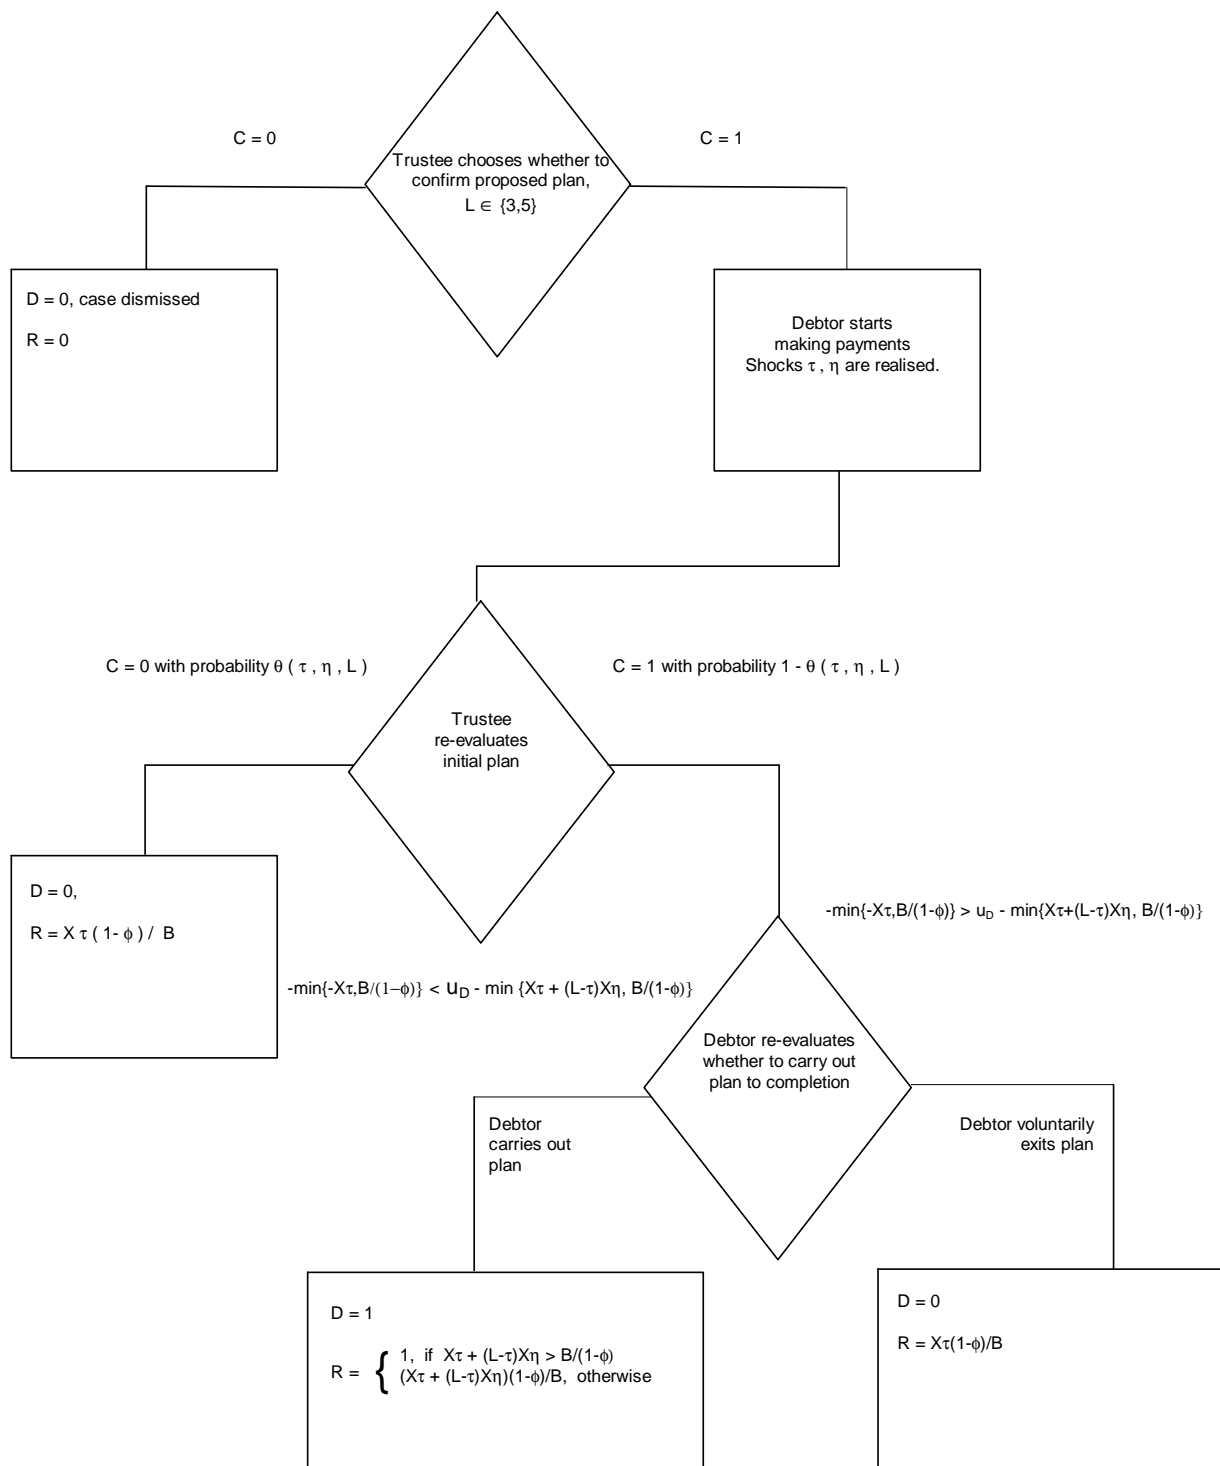 C = 0
C = 1
Trustee chooses whether to
confirm proposed plan,
L ∈ {3,5}
D = 0, case dismissed
R = 0
Debtor starts
making payments
Shocks τ , η are realised.
C = 0 with probability θ ( τ , η , L )
C = 1 with probability 1 - θ ( τ , η , L )
Trustee
re-evaluates
initial plan
D = 0,
R = X τ ( 1- ϕ ) / B
-min{-Xτ,B/(1-ϕ)} > u_D - min{Xτ+(L-τ)Xη, B/(1-ϕ)}
-min{-Xτ,B/(1−ϕ)} < u_D - min {Xτ + (L-τ)Xη, B/(1-ϕ)}
Debtor re-evaluates
whether to carry out
plan to completion
Debtor
carries out
plan
Debtor voluntarily
exits plan
D = 1
R = { 1, if Xτ + (L-τ)Xη > B/(1-ϕ)
(Xτ + (L-τ)Xη)(1-ϕ)/B, otherwise
D = 0
R = Xτ(1-ϕ)/B